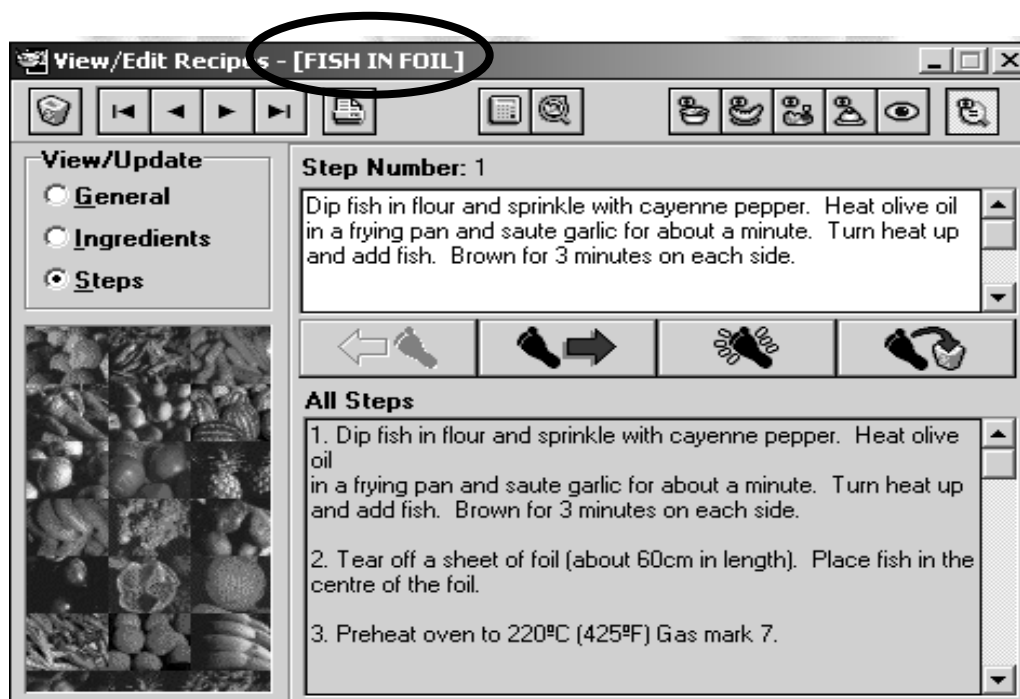 View/Edit Recipes - [FISH IN FOIL]
View/Update
General
Ingredients
Steps
Step Number: 1
Dip fish in flour and sprinkle with cayenne pepper. Heat olive oil
in a frying pan and saute garlic for about a minute. Turn heat up
and add fish. Brown for 3 minutes on each side.
All Steps
1. Dip fish in flour and sprinkle with cayenne pepper. Heat olive
oil
in a frying pan and saute garlic for about a minute. Turn heat up
and add fish. Brown for 3 minutes on each side.
2. Tear off a sheet of foil (about 60cm in length). Place fish in the
centre of the foil.
3. Preheat oven to 220ºC (425ºF) Gas mark 7.